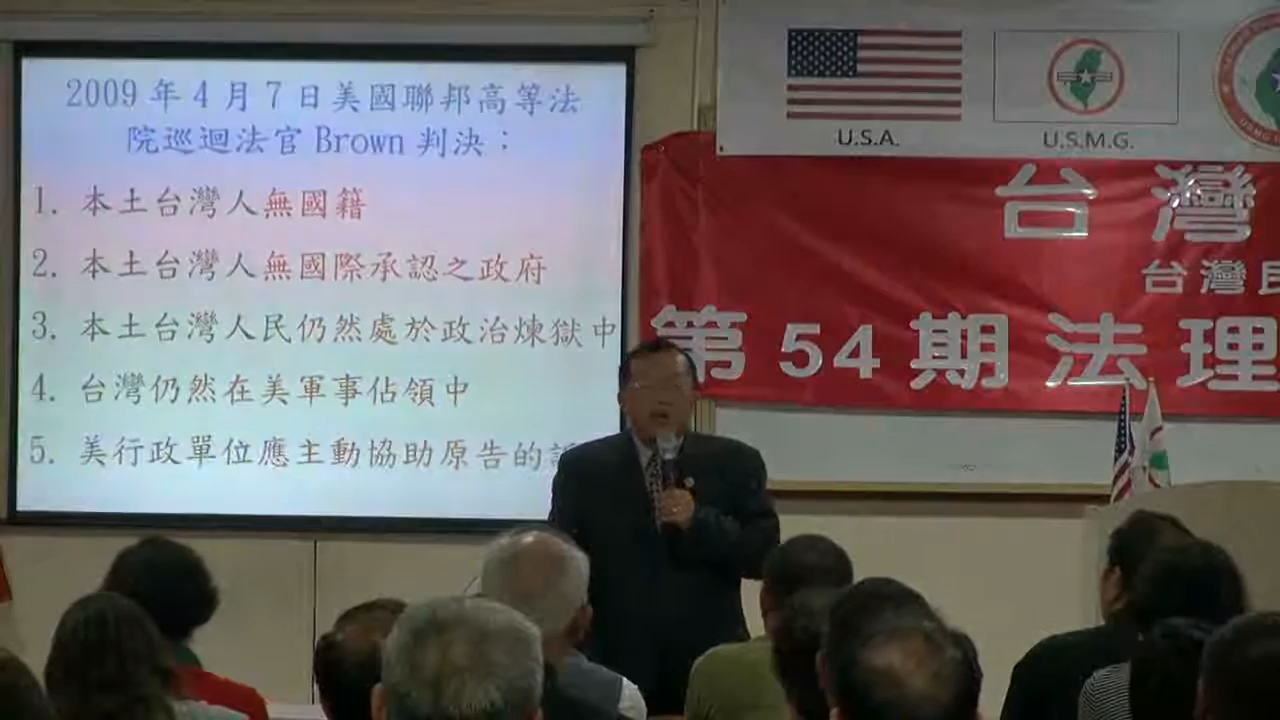 2009 年 4 月 7 日美國聯邦高等法
院巡迴法官 Brown 判決：
1. 本土台灣人無國籍
2. 本土台灣人無國際承認之政府
3. 本土台灣人民仍然處於政治煉獄中
4. 台灣仍然在美軍事佔領中
5. 美行政單位應主動協助原告的
U.S.A.
U.S.M.G.
台灣
台灣民
第54期法理